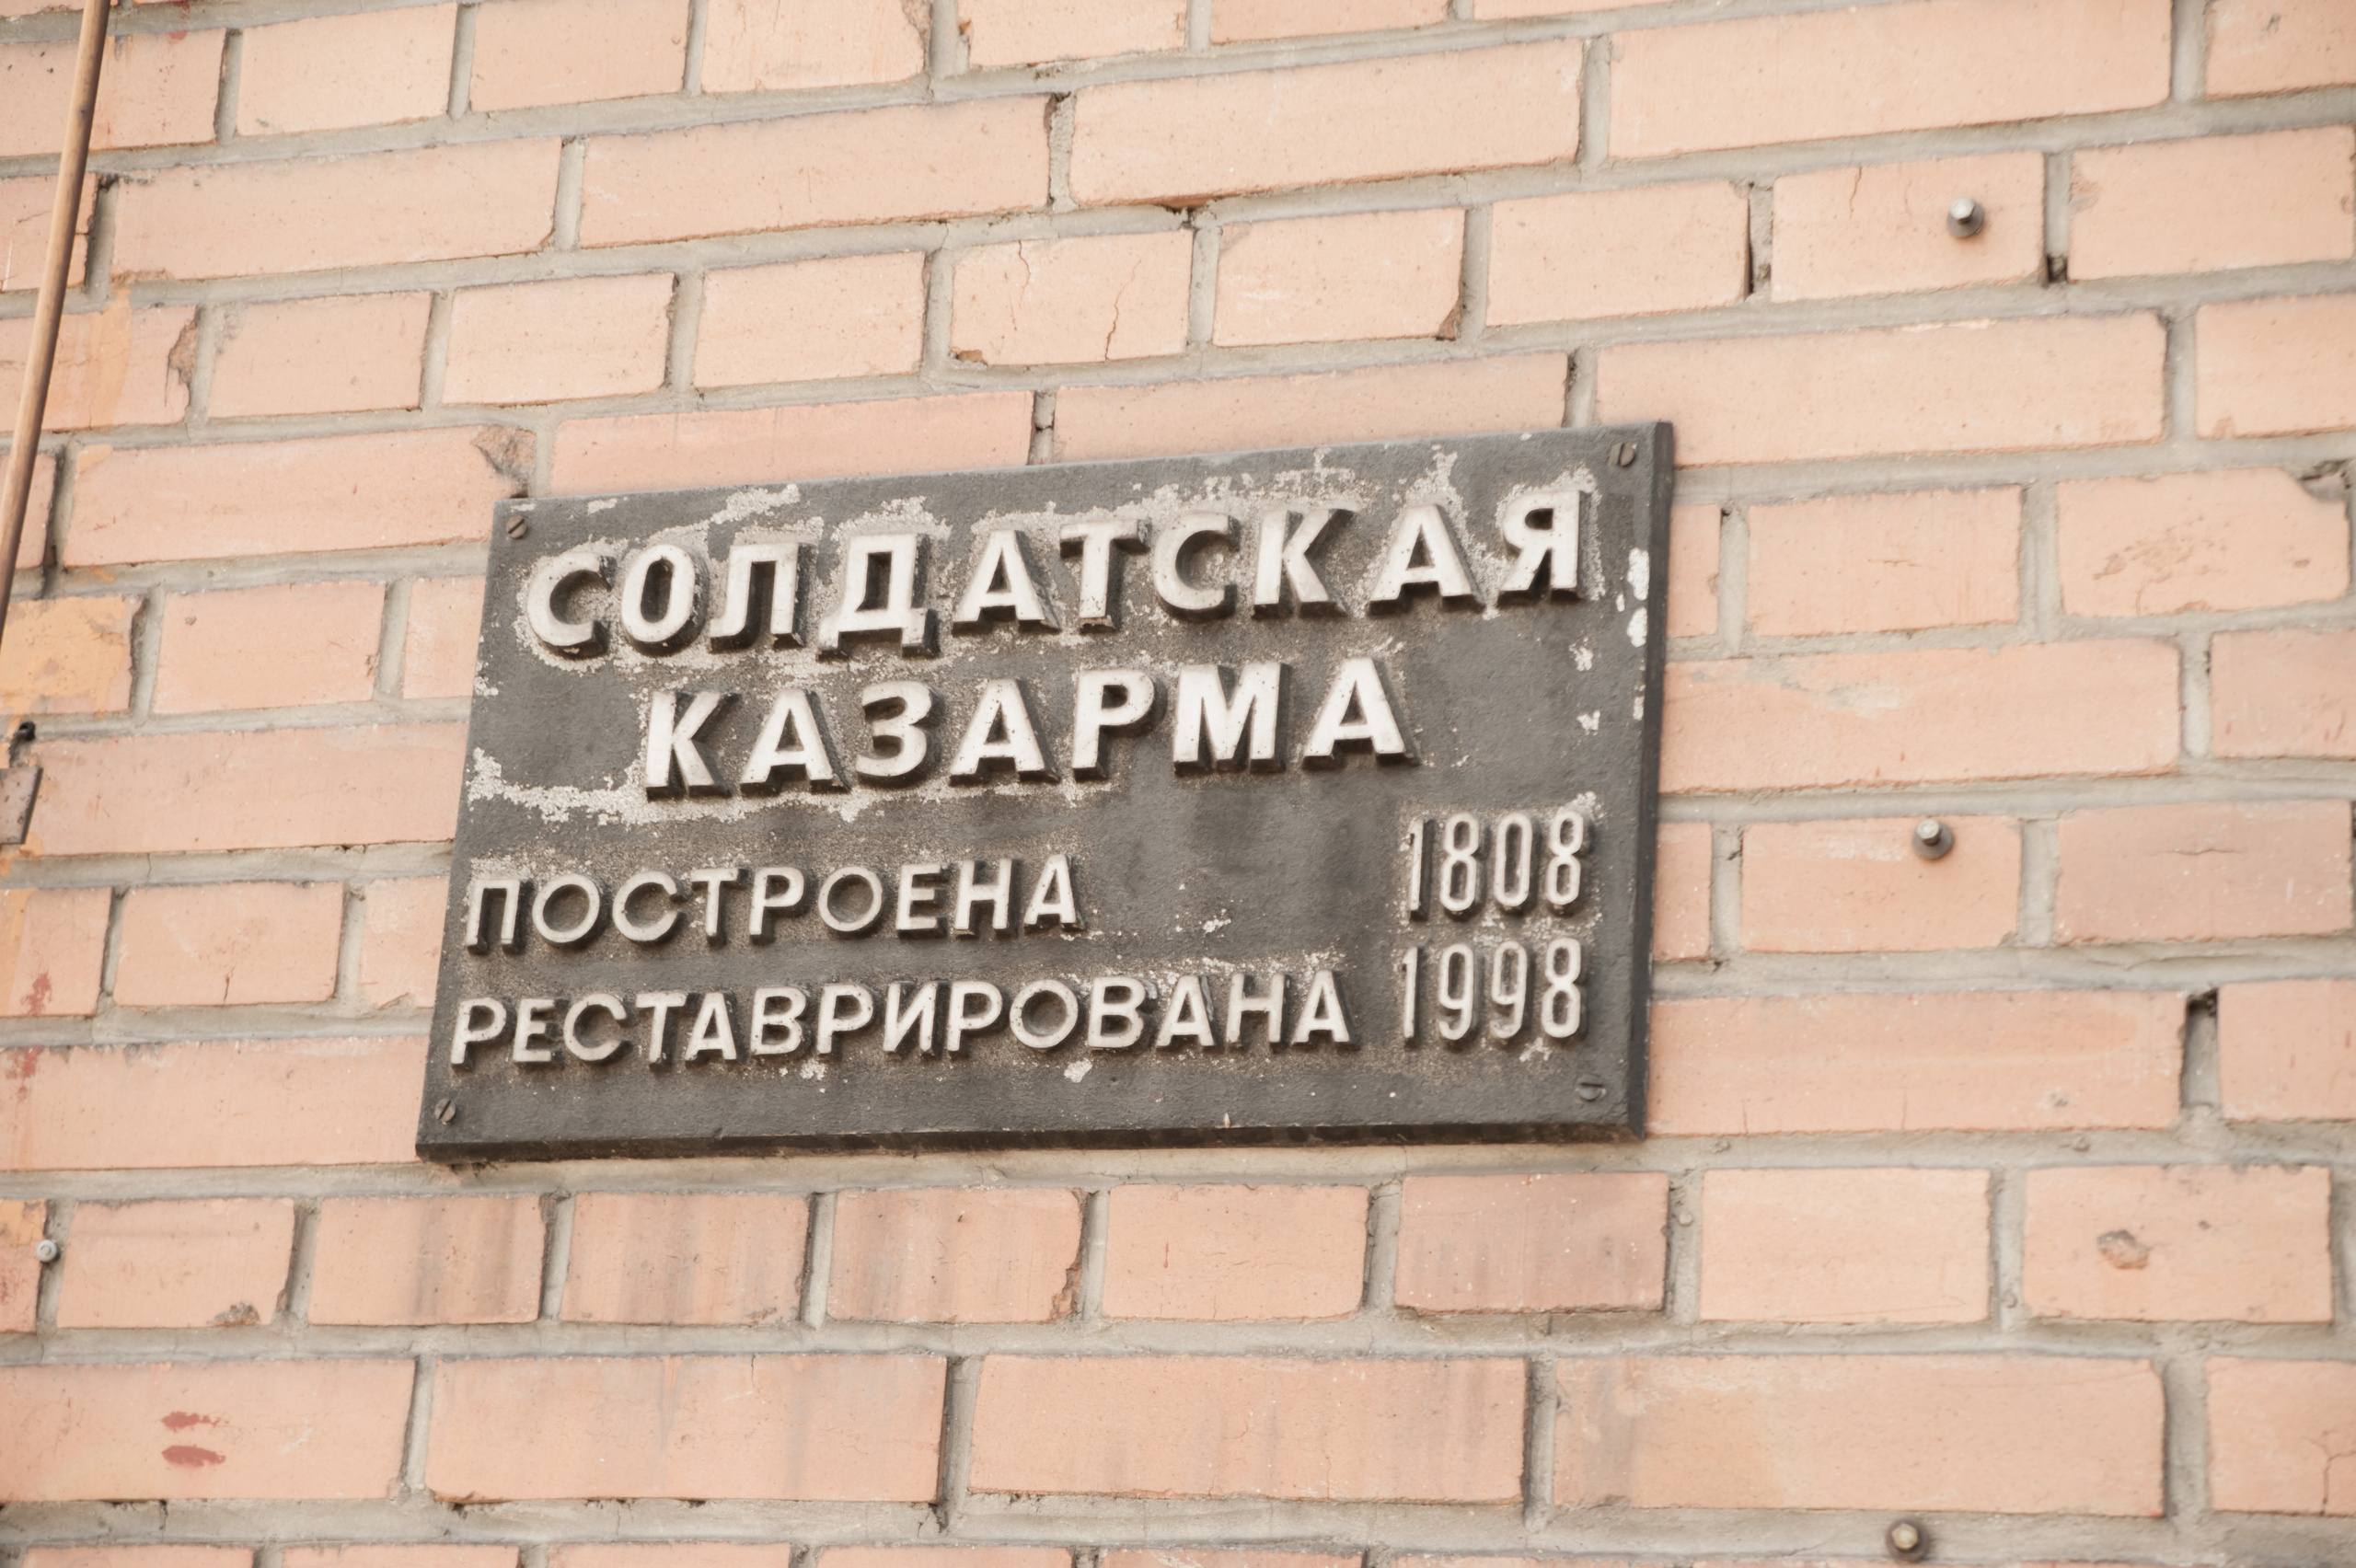 СОЛДАТСКАЯ
КАЗАРМА
ПОСТРОЕНА 1808
РЕСТАВРИРОВАНА 1998